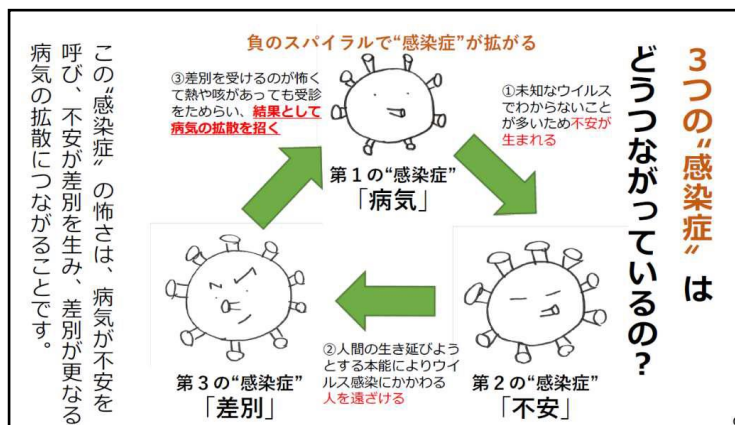 3つの“感染症”は
どうつながっているの?
負のスパイラルで“感染症”が拡がる
①未知なウイルス
でわからないこと
が多いため不安が
生まれる
第1の“感染症”
「病気」
②人間の生き延びよう
とする本能によりウイ
ルス感染にかかわる
人を遠ざける
第2の“感染症”
「不安」
③差別を受けるのが怖く
て熱や咳があっても受診
をためらい、結果として
病気の拡散を招く
第3の“感染症”
「差別」
この“感染症”の怖さは、病気が不安を
呼び、不安が差別を生み、差別が更なる
病気の拡散につながることです。